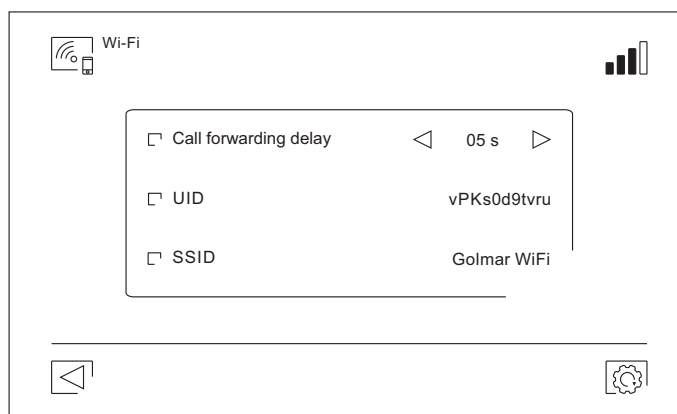 Wi-Fi
Call forwarding delay 05 s
UID vPKs0d9tvru
SSID Golmar WiFi